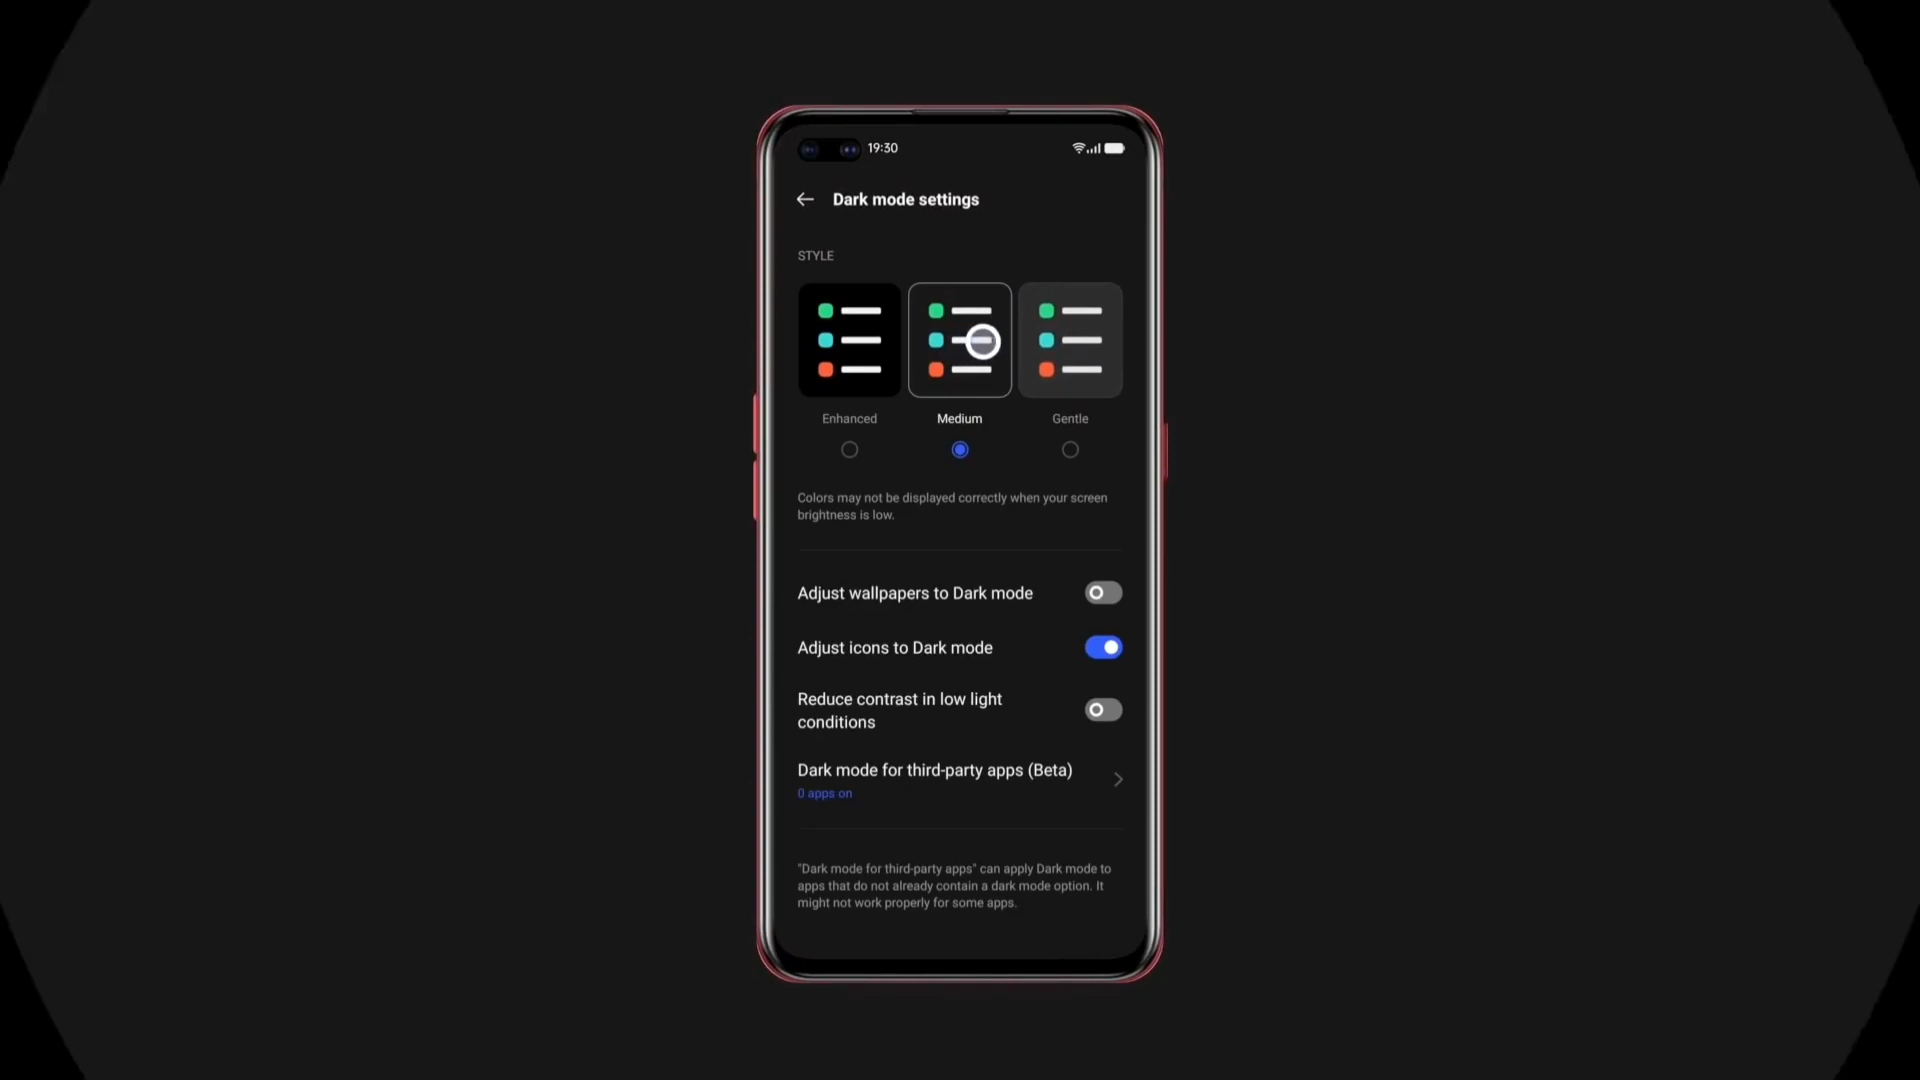 19:30
Dark mode settings
STYLE
Enhanced
Medium
Gentle
Colors may not be displayed correctly when your screen
brightness is low.
Adjust wallpapers to Dark mode
Adjust icons to Dark mode
Reduce contrast in low light
conditions
Dark mode for third-party apps (Beta)
0 apps on
"Dark mode for third-party apps" can apply Dark mode to
apps that do not already contain a dark mode option. It
might not work properly for some apps.